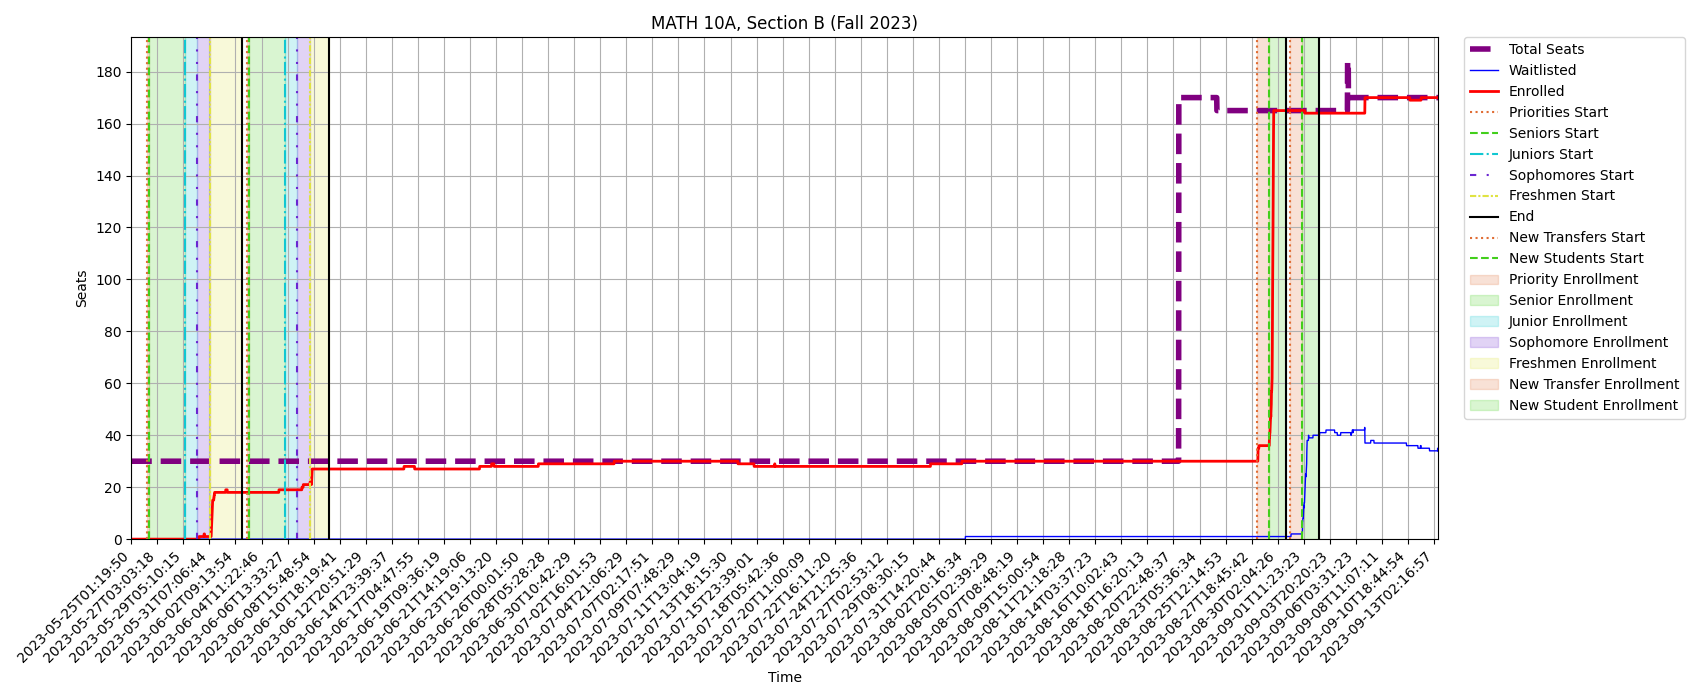 MATH 10A, Section B (Fall 2023)
Seats
180
160
140
120
100
80
60
40
20
0
2023-05-25T01:19:50
2023-05-27T03:03:18
2023-05-29T05:10:15
2023-05-31T07:06:44
2023-06-02T09:13:54
2023-06-04T11:22:46
2023-06-06T13:33:27
2023-06-08T15:48:54
2023-06-10T18:19:41
2023-06-12T20:51:29
2023-06-14T23:39:37
2023-06-17T04:47:55
2023-06-19T09:36:19
2023-06-21T14:19:06
2023-06-23T19:13:20
2023-06-26T00:01:50
2023-06-28T05:28:28
2023-06-30T10:42:29
2023-07-02T16:01:53
2023-07-04T21:06:29
2023-07-07T02:17:51
2023-07-09T07:48:29
2023-07-11T13:04:19
2023-07-13T18:15:30
2023-07-15T23:39:01
2023-07-18T05:42:36
2023-07-20T11:00:09
2023-07-22T16:11:20
2023-07-24T21:25:36
2023-07-27T02:53:12
2023-07-29T08:30:15
2023-07-31T14:20:44
2023-08-02T20:16:34
2023-08-05T02:39:29
2023-08-07T08:48:19
2023-08-09T15:00:54
2023-08-11T21:18:28
2023-08-14T03:37:23
2023-08-16T10:02:43
2023-08-18T16:20:13
2023-08-20T22:48:37
2023-08-23T05:36:34
2023-08-25T12:14:53
2023-08-27T18:45:42
2023-08-30T02:04:26
2023-09-01T11:23:23
2023-09-03T20:20:23
2023-09-06T03:31:23
2023-09-08T11:07:11
2023-09-10T18:44:54
2023-09-13T02:16:57
Time
Total Seats
Waitlisted
Enrolled
Priorities Start
Seniors Start
Juniors Start
Sophomores Start
Freshmen Start
End
New Transfers Start
New Students Start
Priority Enrollment
Senior Enrollment
Junior Enrollment
Sophomore Enrollment
Freshmen Enrollment
New Transfer Enrollment
New Student Enrollment